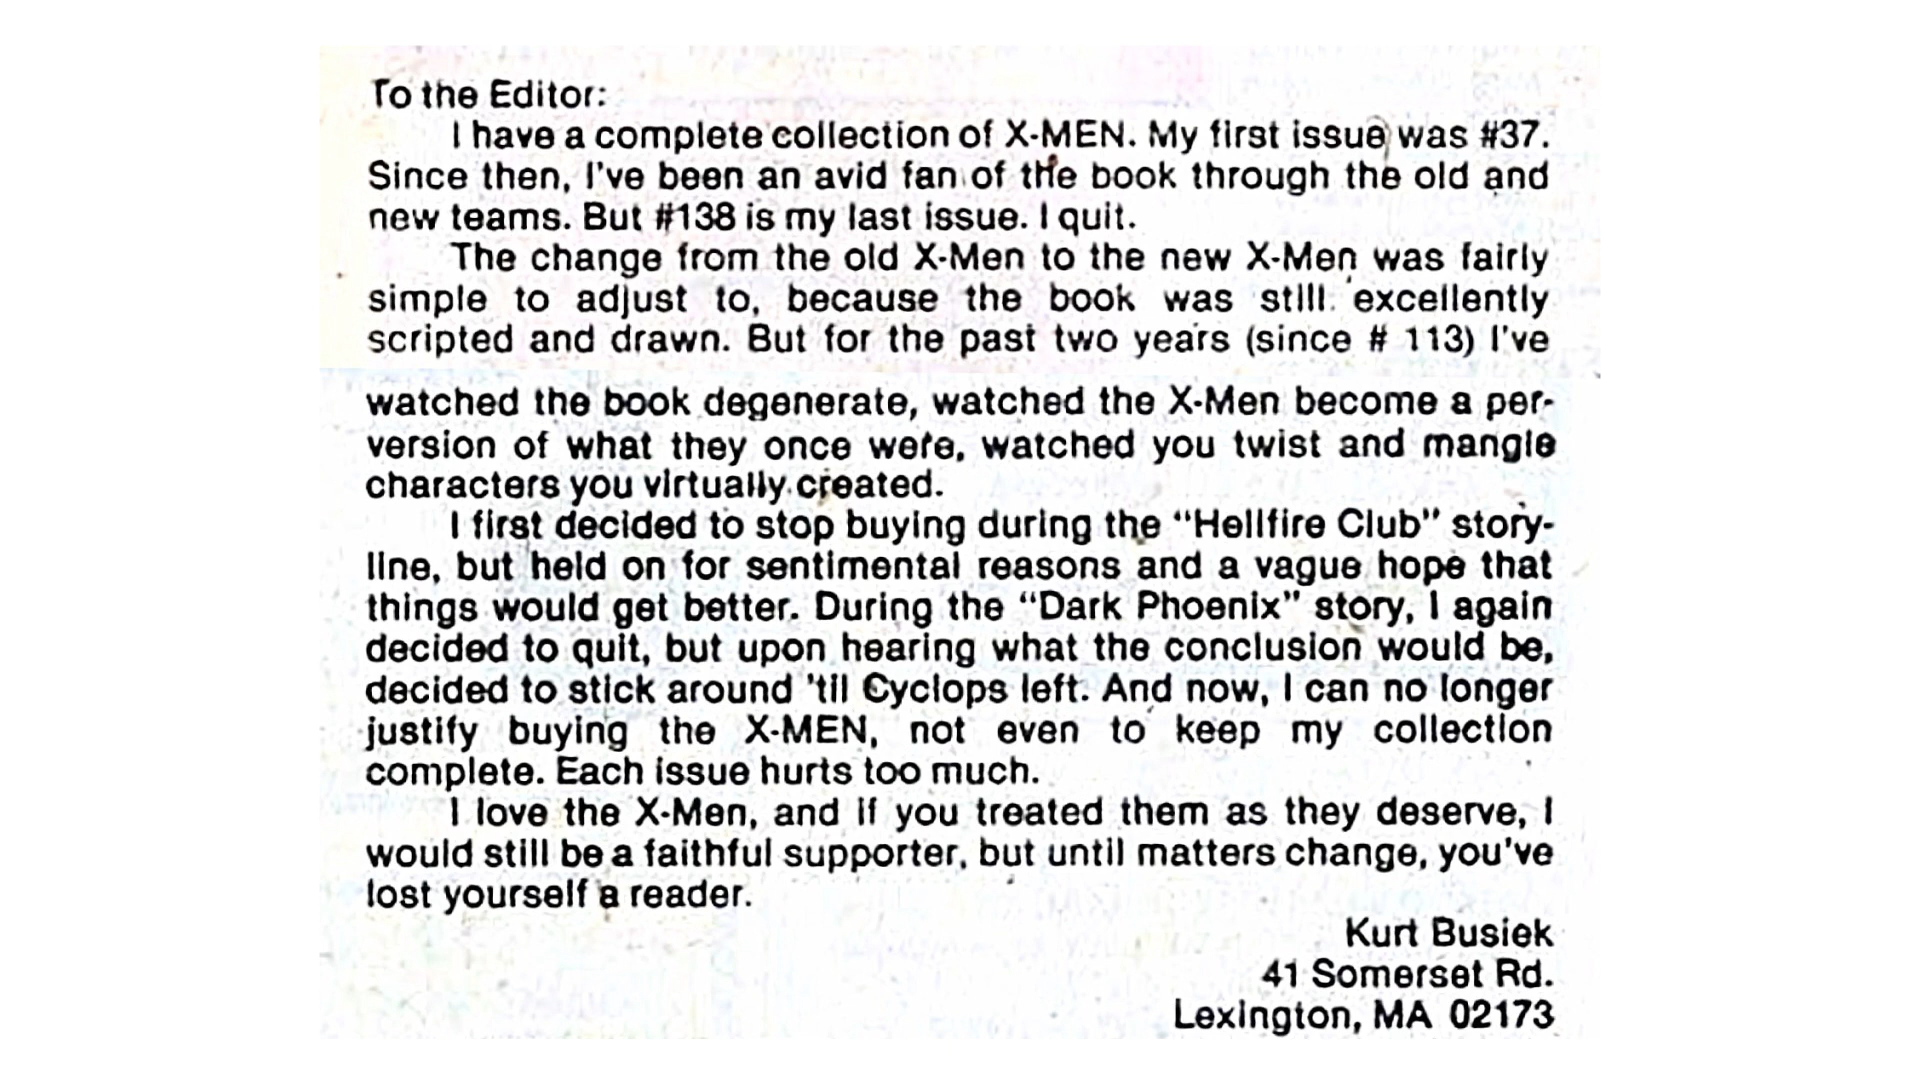 To the Editor:
I have a complete collection of X-MEN. My first issue was #37.
Since then, I've been an avid fan of the book through the old and
new teams. But #138 is my last issue. I quit.
The change from the old X-Men to the new X-Men was fairly
simple to adjust to, because the book was still excellently
scripted and drawn. But for the past two years (since # 113) I've
watched the book degenerate, watched the X-Men become a per-
version of what they once were, watched you twist and mangle
characters you virtually created.
I first decided to stop buying during the “Hellfire Club” story-
line, but held on for sentimental reasons and a vague hope that
things would get better. During the “Dark Phoenix” story, I again
decided to quit, but upon hearing what the conclusion would be,
decided to stick around 'til Cyclops left. And now, I can no longer
justify buying the X-MEN, not even to keep my collection
complete. Each issue hurts too much.
I love the X-Men, and if you treated them as they deserve, I
would still be a faithful supporter, but until matters change, you've
lost yourself a reader.
Kurt Busiek
41 Somerset Rd.
Lexington, MA 02173